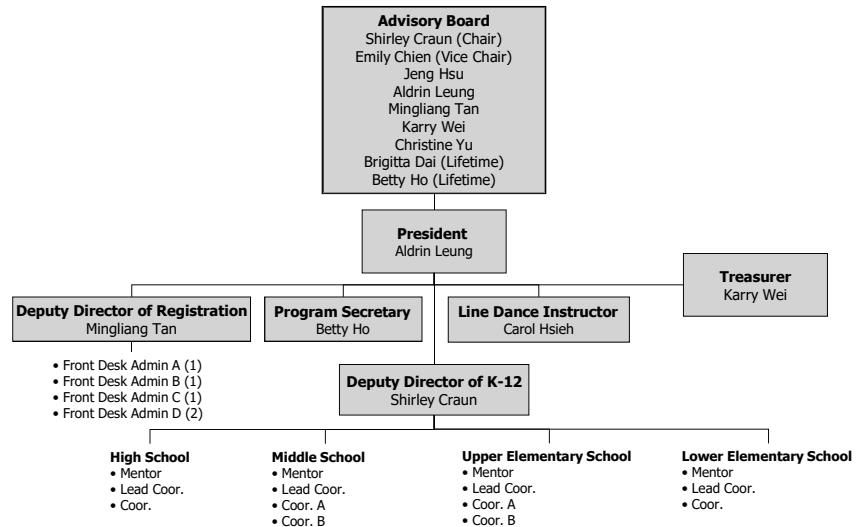 Advisory Board
Shirley Craun (Chair)
Emily Chien (Vice Chair)
Jeng Hsu
Aldrin Leung
Mingliang Tan
Karry Wei
Christine Yu
Brigitta Dai (Lifetime)
Betty Ho (Lifetime)
President
Aldrin Leung
Treasurer
Karry Wei
Deputy Director of Registration
Mingliang Tan
Program Secretary
Betty Ho
Line Dance Instructor
Carol Hsieh
• Front Desk Admin A (1)
• Front Desk Admin B (1)
• Front Desk Admin C (1)
• Front Desk Admin D (2)
Deputy Director of K-12
Shirley Craun
High School
• Mentor
• Lead Coor.
• Coor.
Middle School
• Mentor
• Lead Coor.
• Coor. A
• Coor. B
Upper Elementary School
• Mentor
• Lead Coor.
• Coor. A
• Coor. B
Lower Elementary School
• Mentor
• Lead Coor.
• Coor.